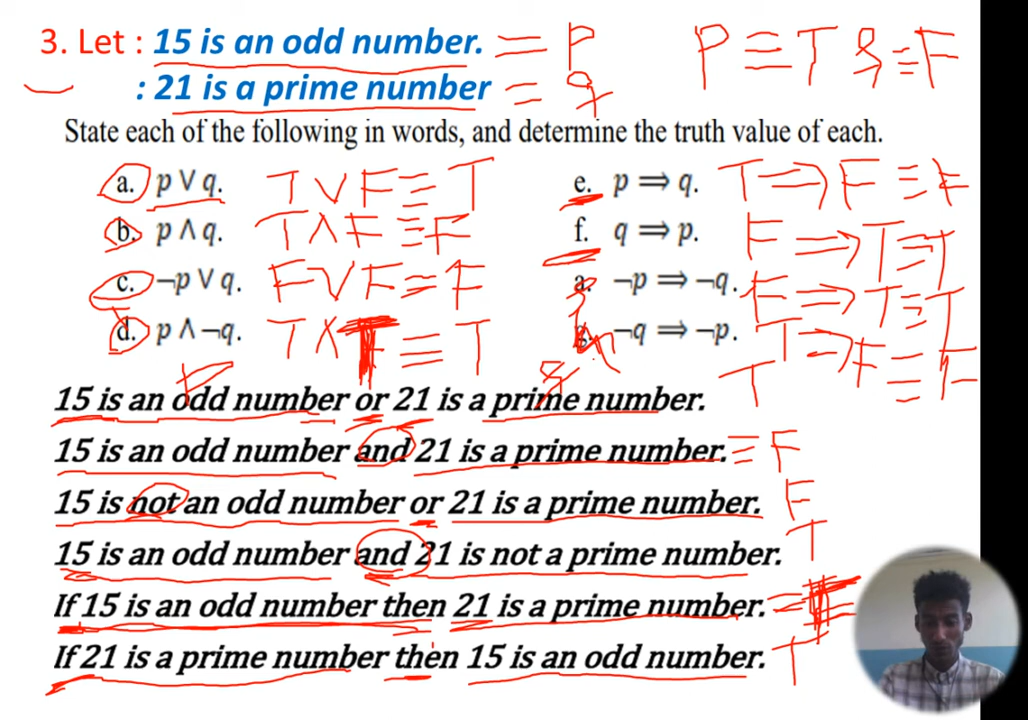 3. Let : 15 is an odd number. = P P ≡ T q ≡ F
: 21 is a prime number = q
State each of the following in words, and determine the truth value of each.
a. p ∨ q. T ∨ F ≡ T
b. p ∧ q. T ∧ F ≡ F
c. ¬p ∨ q. F ∨ F ≡ F
d. p ∧ ¬q. T ∧ T ≡ T
e. p ⟹ q. T ⟹ F ≡ F
f. q ⟹ p. F ⟹ T ≡ T
g ¬p ⟹ ¬q. F ⟹ T ≡ T
h ¬q ⟹ ¬p. T ⟹ F ≡ F
P q T
15 is an odd number or 21 is a prime number.
15 is an odd number and 21 is a prime number. ≡ F
15 is not an odd number or 21 is a prime number. F
15 is an odd number and 21 is not a prime number. T
If 15 is an odd number then 21 is a prime number. =
If 21 is a prime number then 15 is an odd number. T